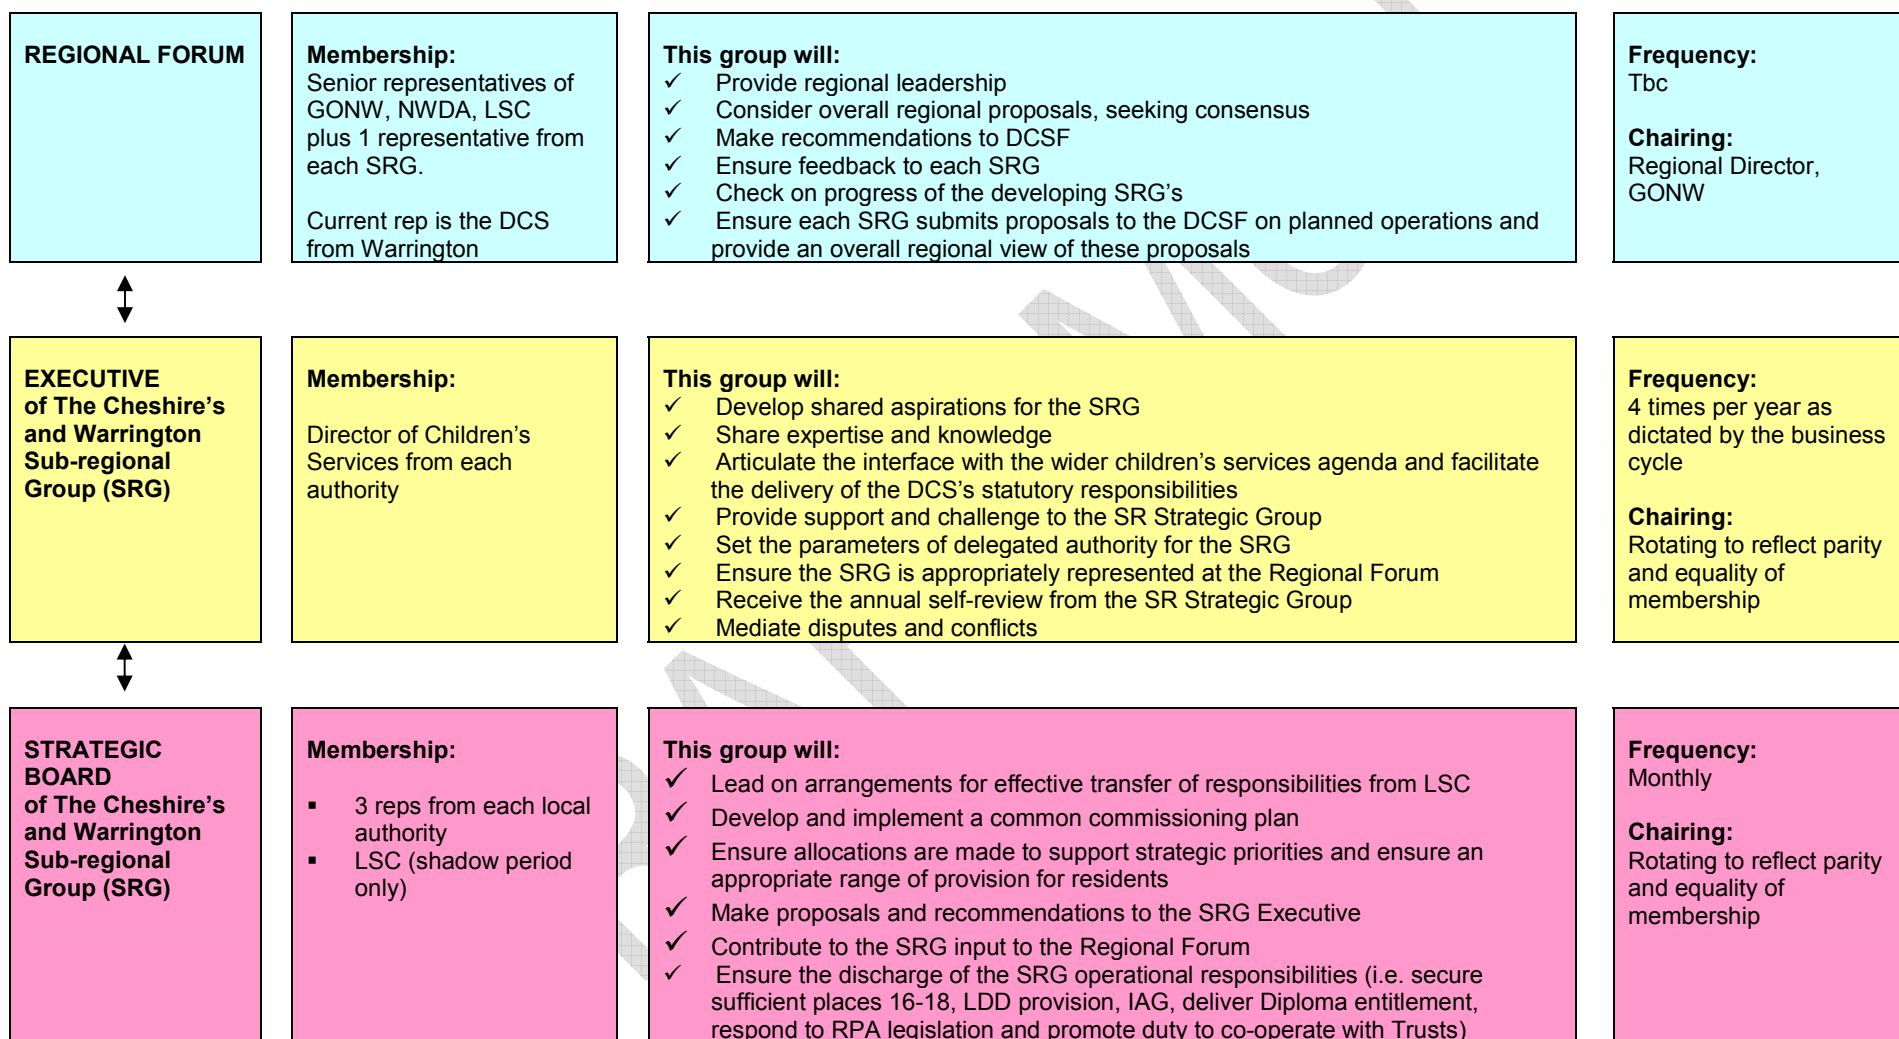 REGIONAL FORUM
Membership:
Senior representatives of
GONW, NWDA, LSC
plus 1 representative from
each SRG.
Current rep is the DCS
from Warrington
This group will:
✓ Provide regional leadership
✓ Consider overall regional proposals, seeking consensus
✓ Make recommendations to DCSF
✓ Ensure feedback to each SRG
✓ Check on progress of the developing SRG’s
✓ Ensure each SRG submits proposals to the DCSF on planned operations and
provide an overall regional view of these proposals
Frequency:
Tbc
Chairing:
Regional Director,
GONW
EXECUTIVE
of The Cheshire’s
and Warrington
Sub-regional
Group (SRG)
Membership:
Director of Children’s
Services from each
authority
This group will:
✓ Develop shared aspirations for the SRG
✓ Share expertise and knowledge
✓ Articulate the interface with the wider children’s services agenda and facilitate
the delivery of the DCS’s statutory responsibilities
✓ Provide support and challenge to the SR Strategic Group
✓ Set the parameters of delegated authority for the SRG
✓ Ensure the SRG is appropriately represented at the Regional Forum
✓ Receive the annual self-review from the SR Strategic Group
✓ Mediate disputes and conflicts
Frequency:
4 times per year as
dictated by the business
cycle
Chairing:
Rotating to reflect parity
and equality of
membership
STRATEGIC
BOARD
of The Cheshire’s
and Warrington
Sub-regional
Group (SRG)
Membership:
▪ 3 reps from each local
authority
▪ LSC (shadow period
only)
This group will:
✓ Lead on arrangements for effective transfer of responsibilities from LSC
✓ Develop and implement a common commissioning plan
✓ Ensure allocations are made to support strategic priorities and ensure an
appropriate range of provision for residents
✓ Make proposals and recommendations to the SRG Executive
✓ Contribute to the SRG input to the Regional Forum
✓ Ensure the discharge of the SRG operational responsibilities (i.e. secure
sufficient places 16-18, LDD provision, IAG, deliver Diploma entitlement,
respond to RPA legislation and promote duty to co-operate with Trusts)
Frequency:
Monthly
Chairing:
Rotating to reflect parity
and equality of
membership